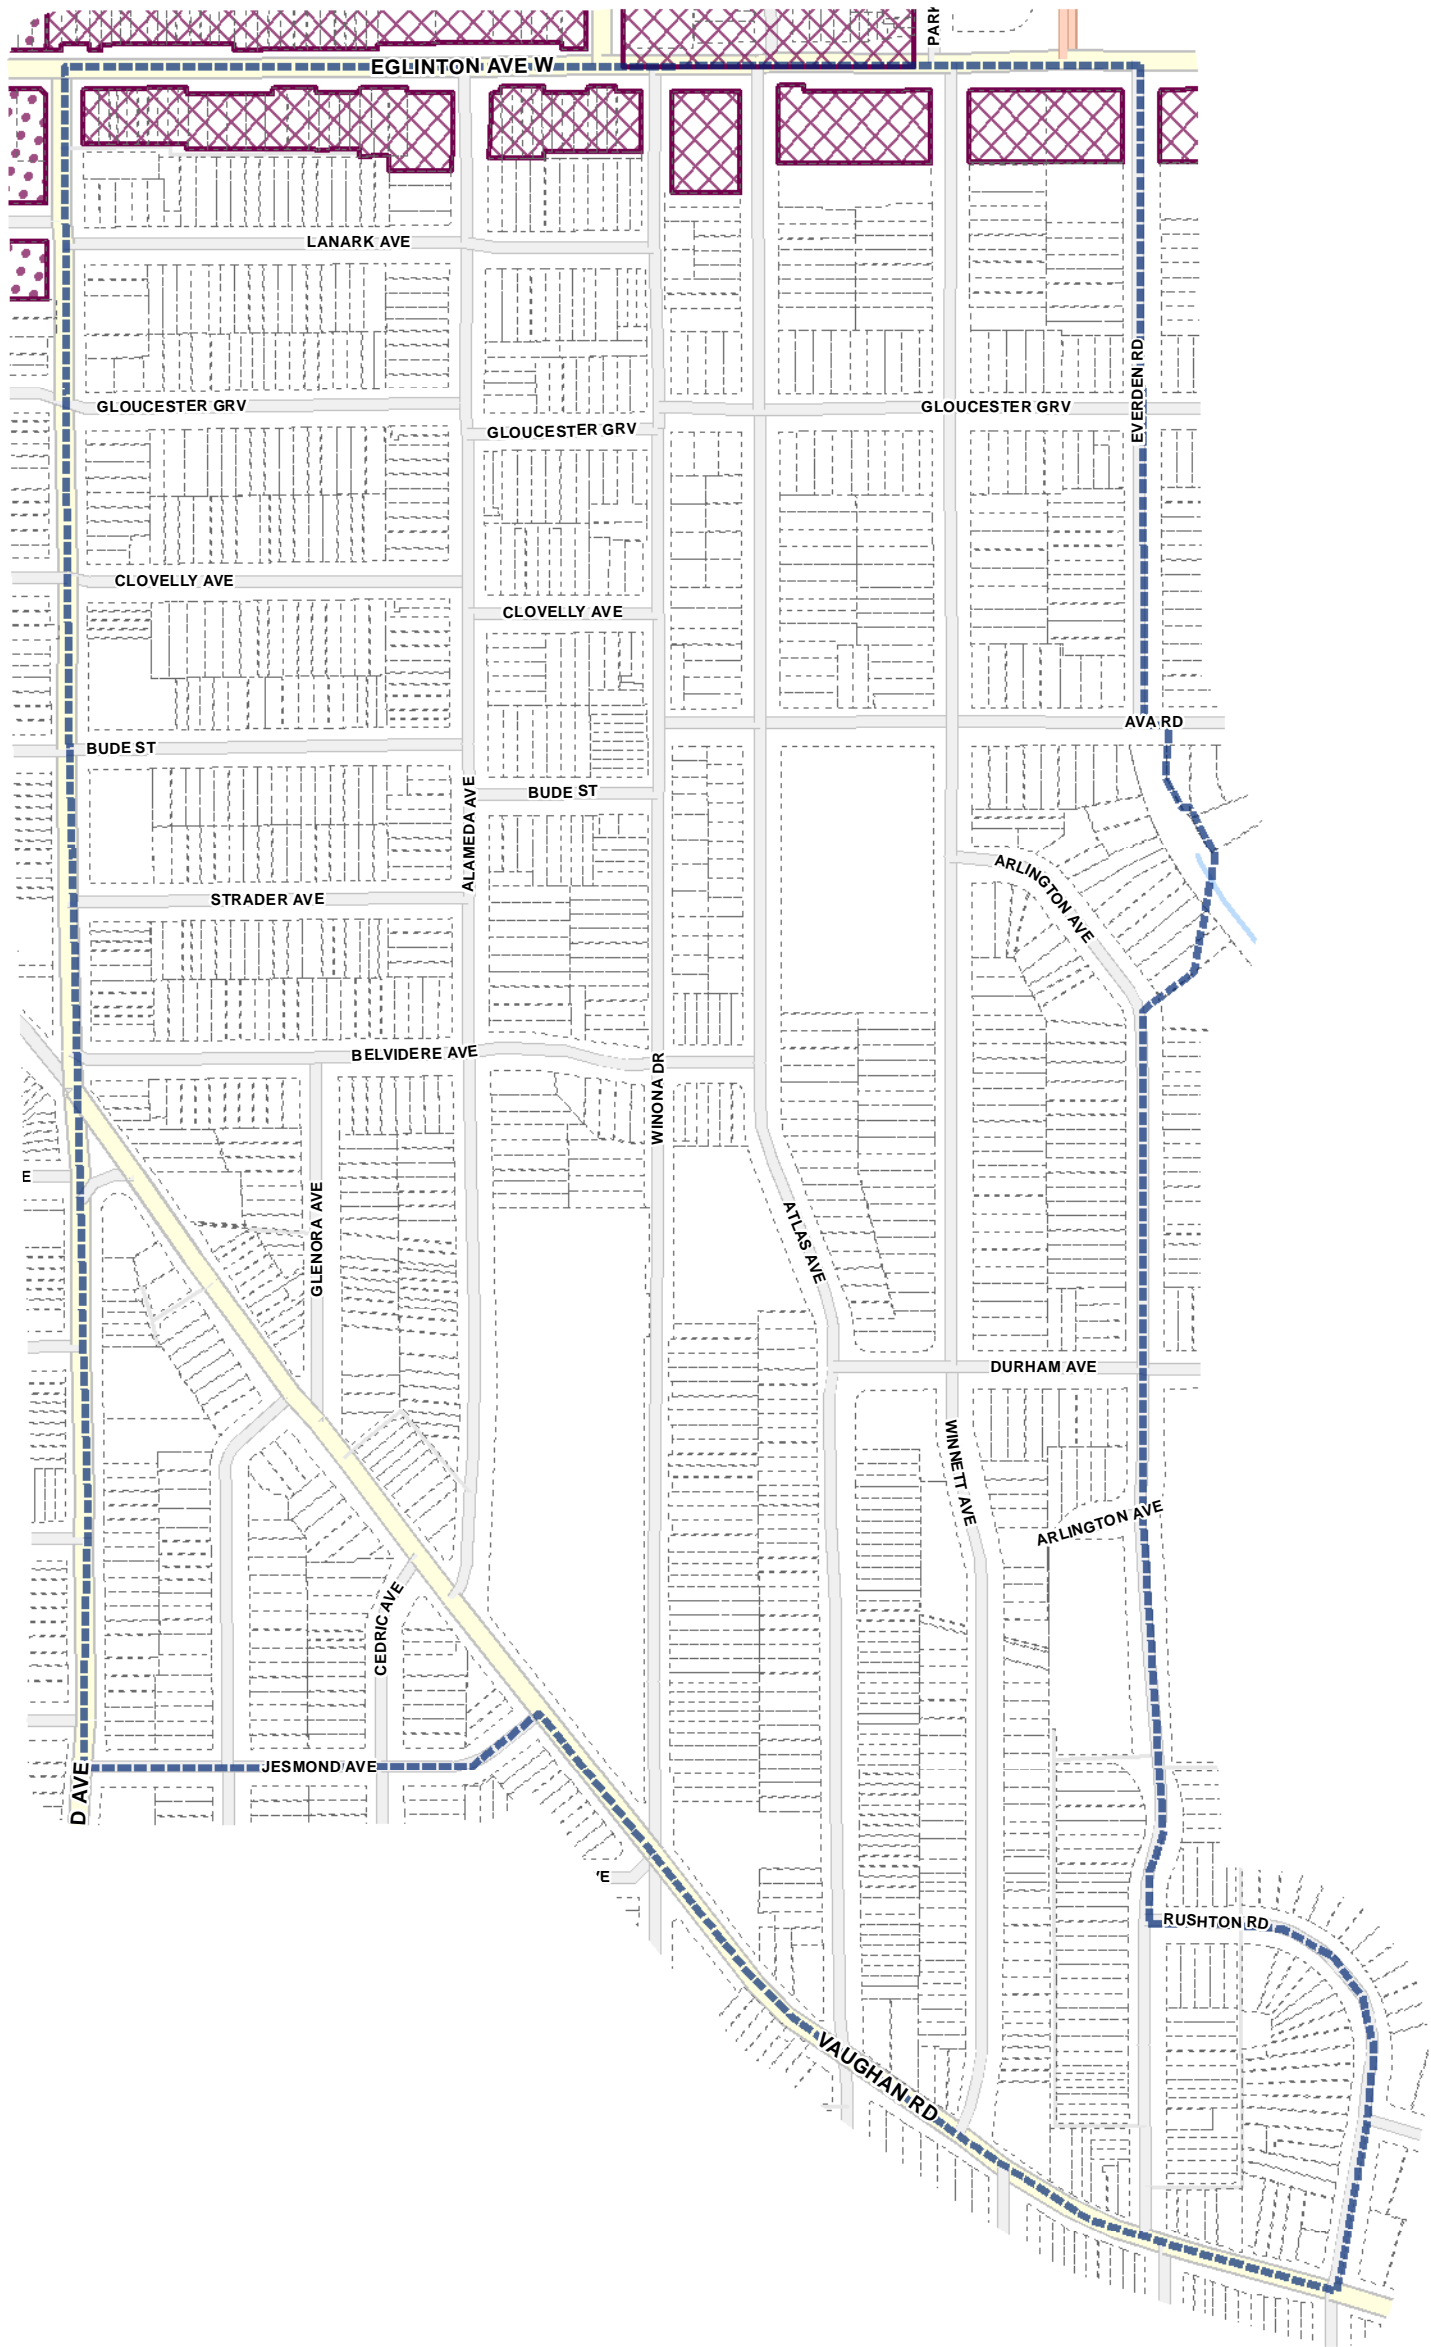 PARK
EGLINTON AVE W
LANARK AVE
EVERDEN RD
GLOUCESTER GRV
GLOUCESTER GRV
GLOUCESTER GRV
CLOVELLY AVE
CLOVELLY AVE
AVA RD
BUDE ST
BUDE ST
ALAMEDA AVE
ARLINGTON AVE
STRADER AVE
BELVIDERE AVE
WINONA DR
E
GLENORA AVE
ATLAS AVE
DURHAM AVE
WINNETT AVE
ARLINGTON AVE
CEDRIC AVE
JESMOND AVE
D AVE
'E
RUSHTON RD
VAUGHAN RD